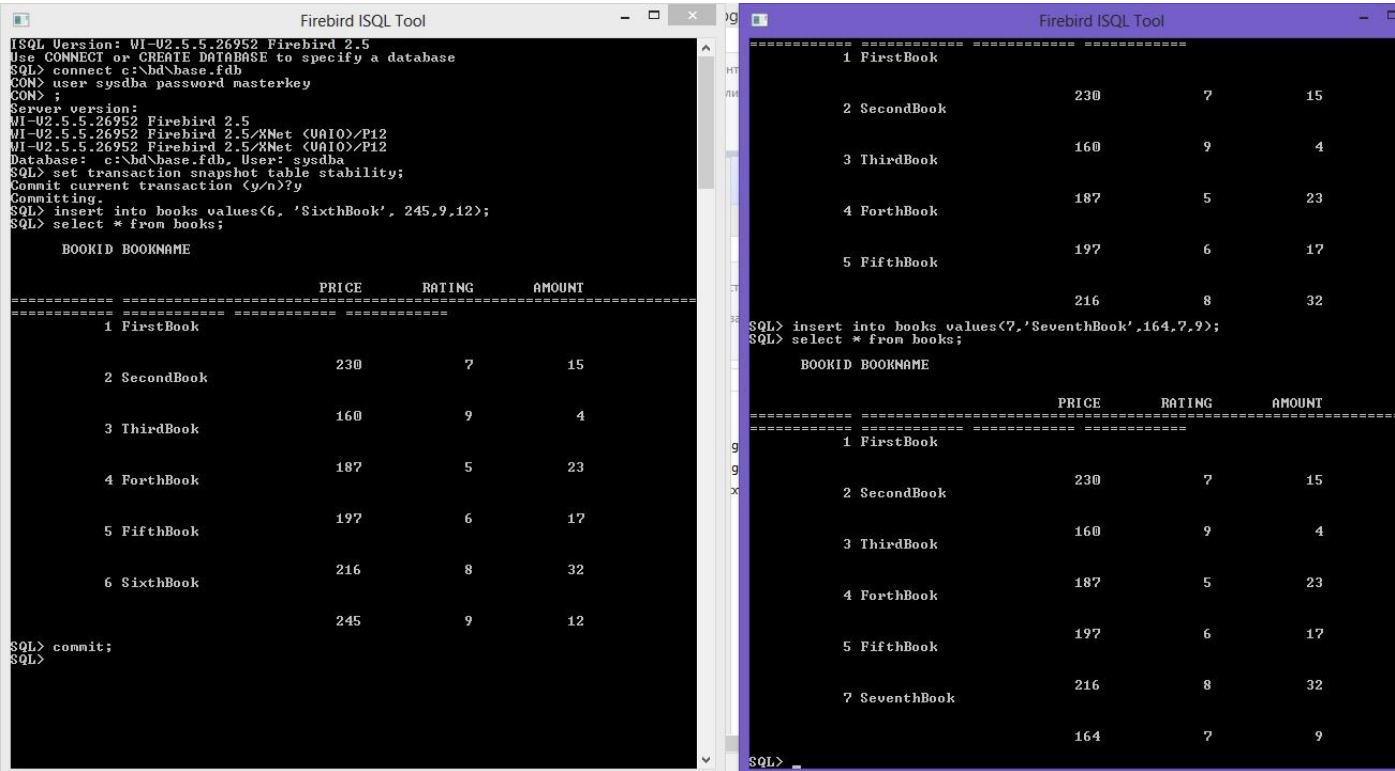 Firebird ISQL Tool
ISQL Version: WI-V2.5.5.26952 Firebird 2.5
Use CONNECT or CREATE DATABASE to specify a database
SQL> connect c:\bd\base.fdb
CON> user sysdba password masterkey
CON> ;
Server version:
WI-V2.5.5.26952 Firebird 2.5
WI-V2.5.5.26952 Firebird 2.5/XNet (VAIO)/P12
WI-V2.5.5.26952 Firebird 2.5/XNet (VAIO)/P12
Database:  c:\bd\base.fdb, User: sysdba
SQL> set transaction snapshot table stability;
Commit current transaction (y/n)?y
Committing.
SQL> insert into books values(6, 'SixthBook', 245,9,12);
SQL> select * from books;
BOOKID BOOKNAME
PRICE RATING AMOUNT
============ ===============================================================================
============ ============ ============ ============
1 FirstBook
230 7 15
2 SecondBook
160 9 4
3 ThirdBook
187 5 23
4 ForthBook
197 6 17
5 FifthBook
216 8 32
6 SixthBook
245 9 12
SQL> commit;
SQL>
Firebird ISQL Tool
============ ============ ============ ============
1 FirstBook
230 7 15
2 SecondBook
160 9 4
3 ThirdBook
187 5 23
4 ForthBook
197 6 17
5 FifthBook
216 8 32
SQL> insert into books values(7,'SeventhBook',164,7,9);
SQL> select * from books;
BOOKID BOOKNAME
PRICE RATING AMOUNT
============ ===============================================================================
============ ============ ============ ============
1 FirstBook
230 7 15
2 SecondBook
160 9 4
3 ThirdBook
187 5 23
4 ForthBook
197 6 17
5 FifthBook
216 8 32
7 SeventhBook
164 7 9
SQL> _